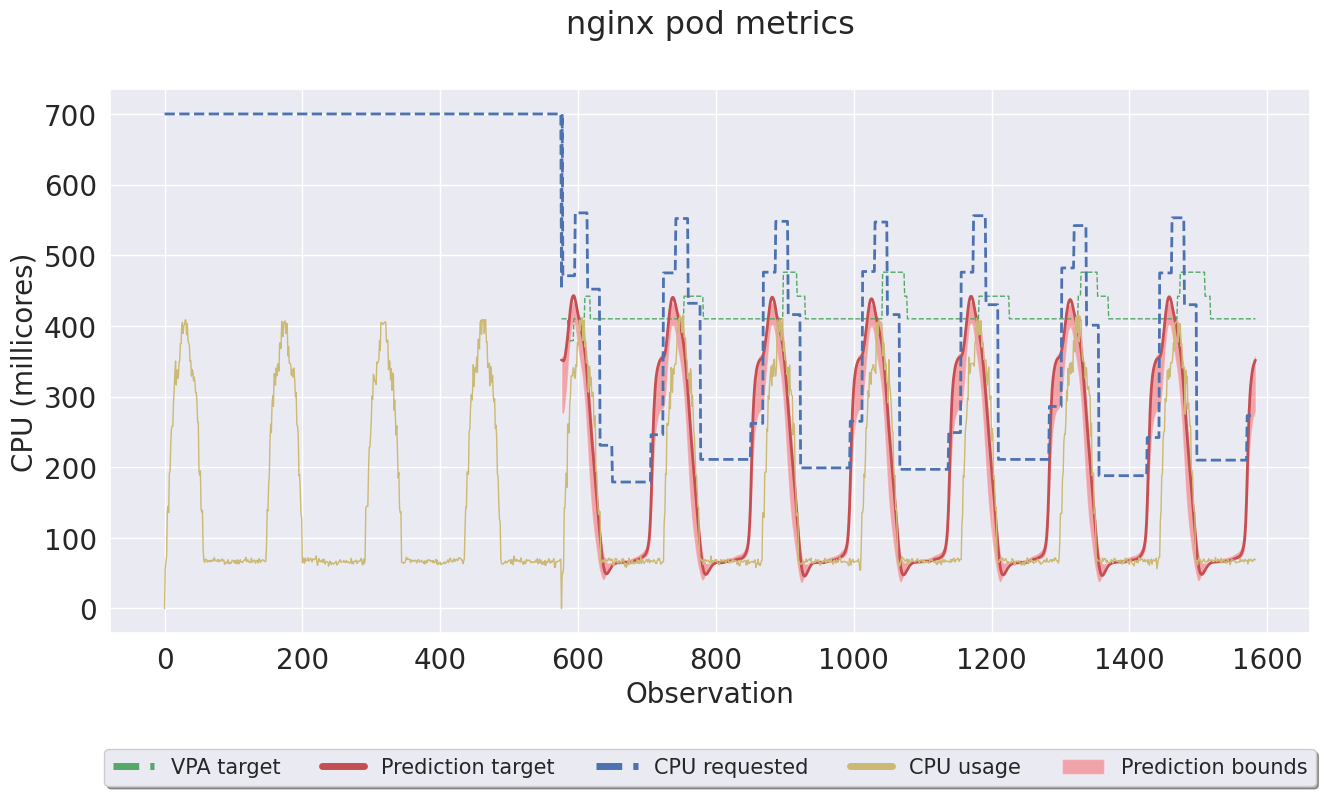 nginx pod metrics
700
600
500
400
300
200
100
0
CPU (millicores)
0 200 400 600 800 1000 1200 1400 1600
Observation
VPA target Prediction target CPU requested CPU usage Prediction bounds